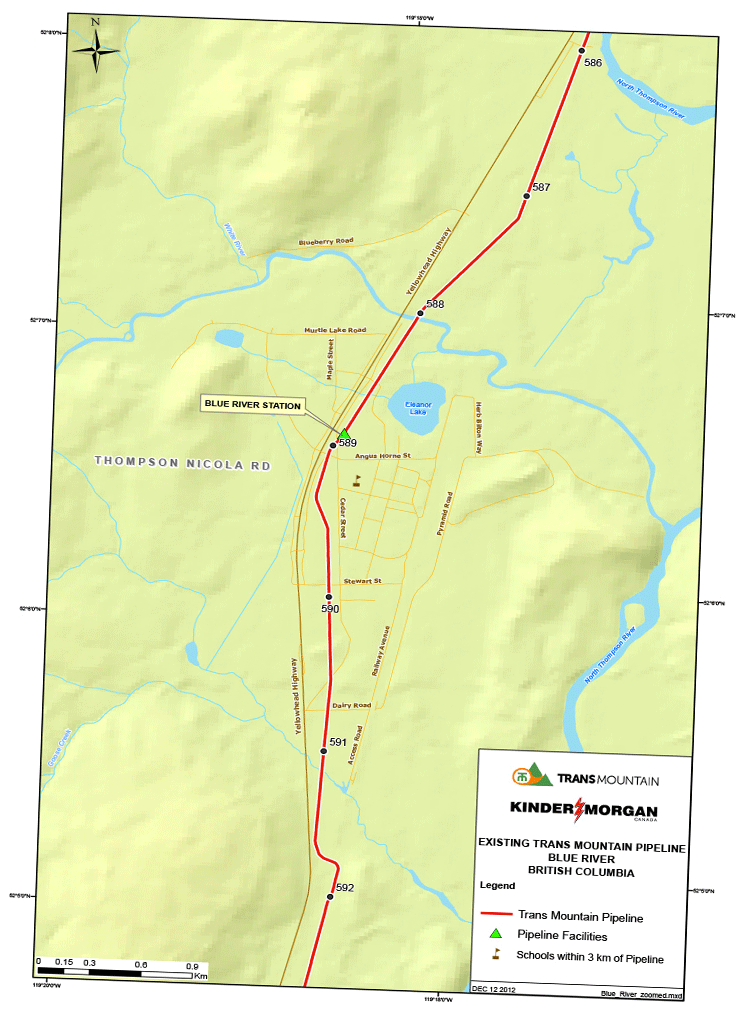 119°18'0"W
52°8'0"N
N
586
North Thompson River
587
White River
Blueberry Road
Yellowhead Highway
588
52°7'0"N
52°7'0"N
Murtle Lake Road
Maple Street
BLUE RIVER STATION
Eleanor
Lake
Herb Bilton Way
589
Angus Horne St
THOMPSON NICOLA RD
Cedar Street
Pyramid Road
Stewart St
590
52°6'0"N
52°6'0"N
Railway Avenue
North Thompson River
Yellowhead Highway
Dairy Road
Access Road
591
Goose Creek
592
52°5'0"N
52°5'0"N
TRANSMOUNTAIN
KINDER MORGAN
CANADA
EXISTING TRANS MOUNTAIN PIPELINE
BLUE RIVER
BRITISH COLUMBIA
Legend
Trans Mountain Pipeline
Pipeline Facilities
Schools within 3 km of Pipeline
DEC 12 2012
Blue_River_zoomed.mxd
0 0.15 0.3 0.6 0.9
Km
119°20'0"W
119°18'0"W